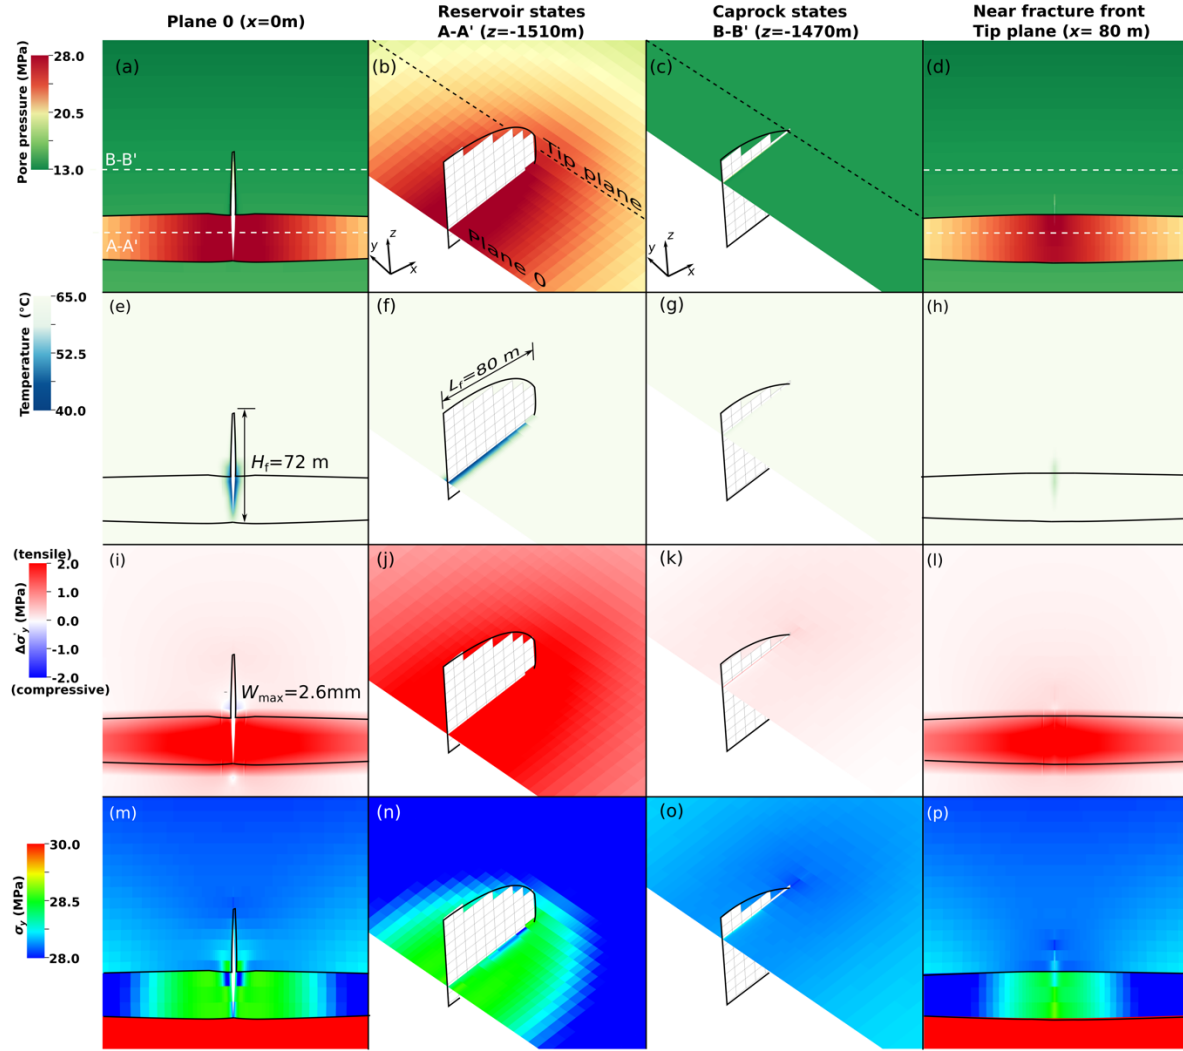 Plane 0 (x=0m)
Reservoir states
A-A' (z=-1510m)
Caprock states
B-B' (z=-1470m)
Near fracture front
Tip plane (x= 80 m)
Pore pressure (MPa)
28.0
20.5
13.0
(a)
B-B'
A-A'
(b)
Tip plane
Plane 0
y
z
x
(c)
y
z
x
(d)
Temperature (°C)
65.0
52.5
40.0
(e)
Hf=72 m
(f)
Lf=80 m
(g)
(h)
(tensile)
Δσ'y (MPa)
2.0
1.0
-0.0
-1.0
-2.0
(compressive)
(i)
Wmax=2.6mm
(j)
(k)
(l)
σy (MPa)
30.0
28.5
28.0
(m)
(n)
(o)
(p)